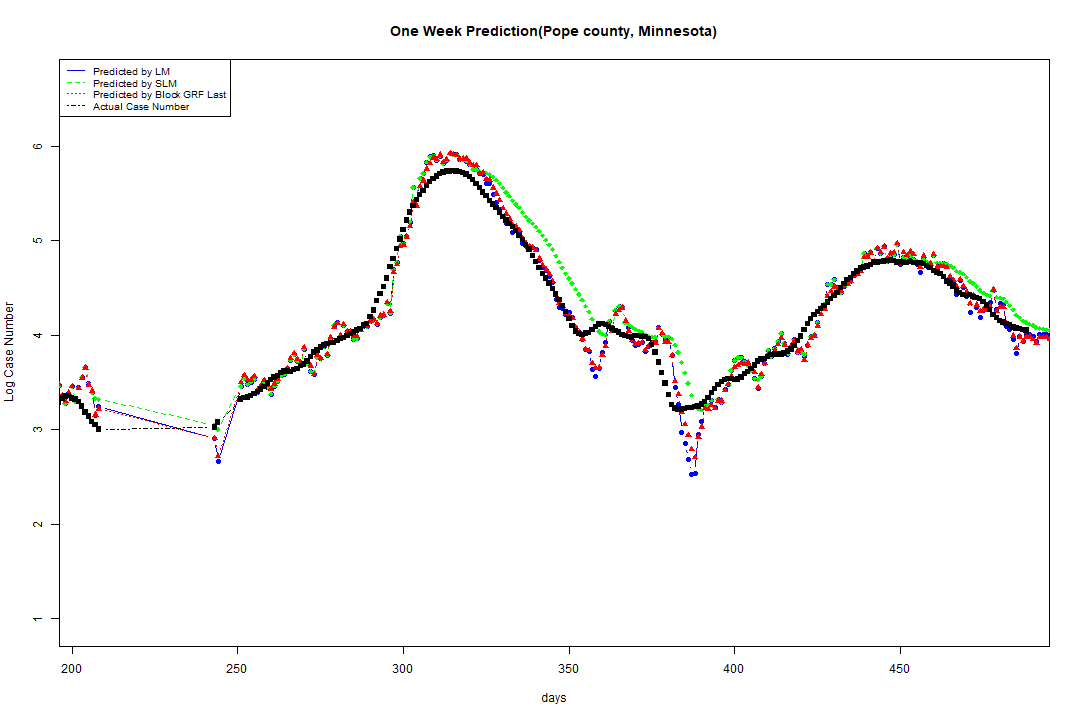 One Week Prediction(Pope county, Minnesota)
Predicted by LM
Predicted by SLM
Predicted by Block GRF Last
Actual Case Number
6
5
4
3
2
1
Log Case Number
200 250 300 350 400 450
days